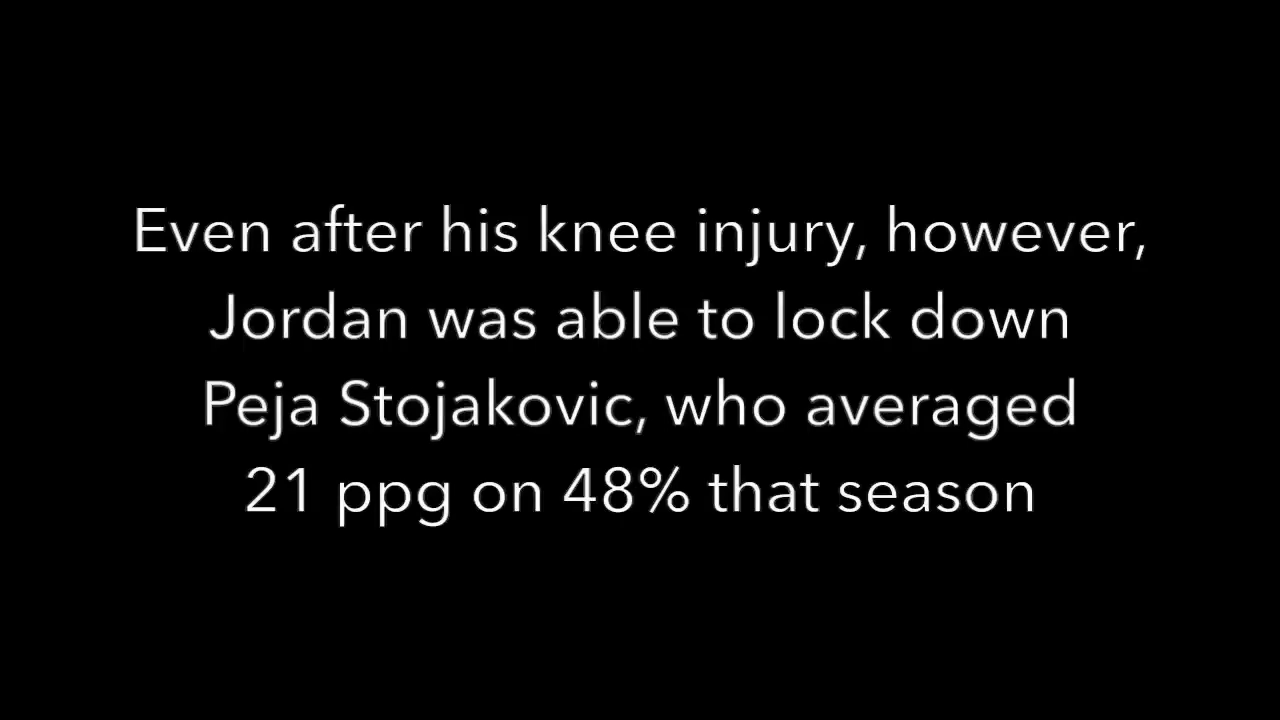 Even after his knee injury, however,
Jordan was able to lock down
Peja Stojakovic, who averaged
21 ppg on 48% that season